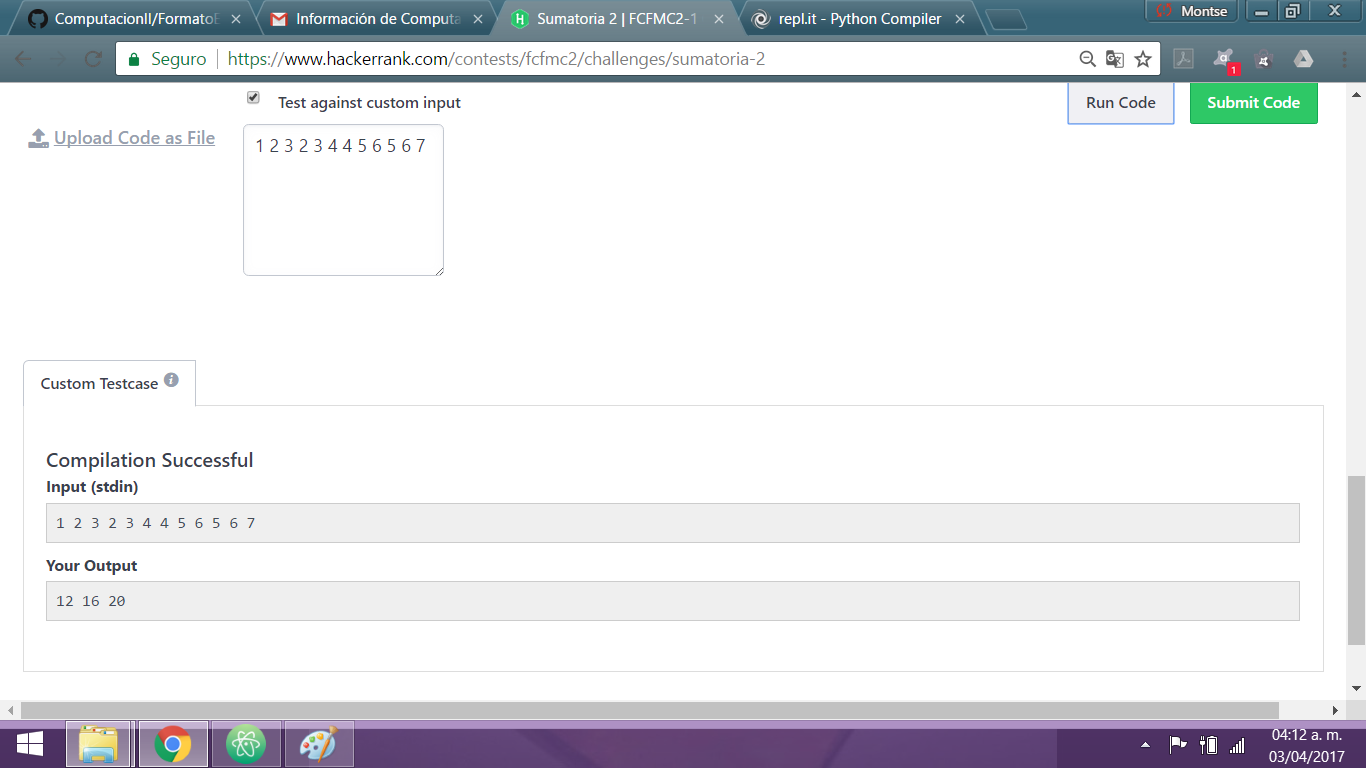 ComputacionII/FormatoE
Información de Computa
Sumatoria 2 | FCFMC2-1
repl.it - Python Compiler
Montse
Seguro
https://www.hackerrank.com/contests/fcfmc2/challenges/sumatoria-2
1
Test against custom input
Run Code
Submit Code
Upload Code as File
1 2 3 2 3 4 4 5 6 5 6 7
Custom Testcase
Compilation Successful
Input (stdin)
1 2 3 2 3 4 4 5 6 5 6 7
Your Output
12 16 20
04:12 a. m.
03/04/2017